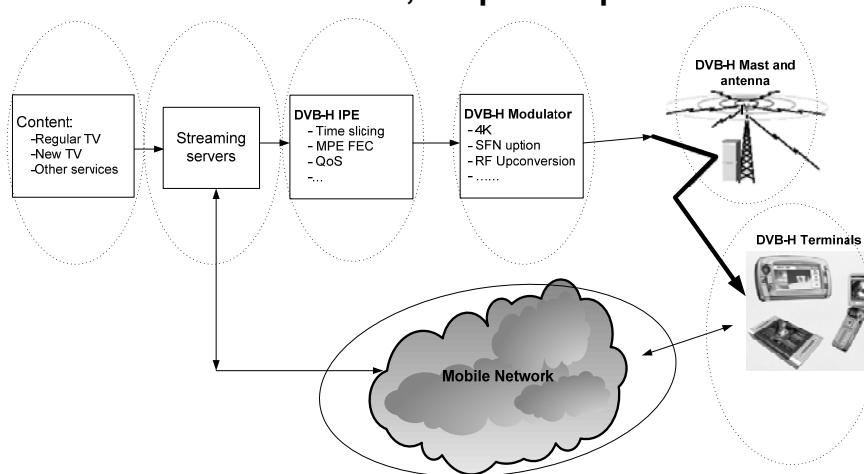 Content:
-Regular TV
-New TV
-Other services
Streaming
servers
DVB-H IPE
- Time slicing
- MPE FEC
- QoS
-...
DVB-H Modulator
- 4K
- SFN uption
- RF Upconversion
- ......
DVB-H Mast and
antenna
DVB-H Terminals
Mobile Network